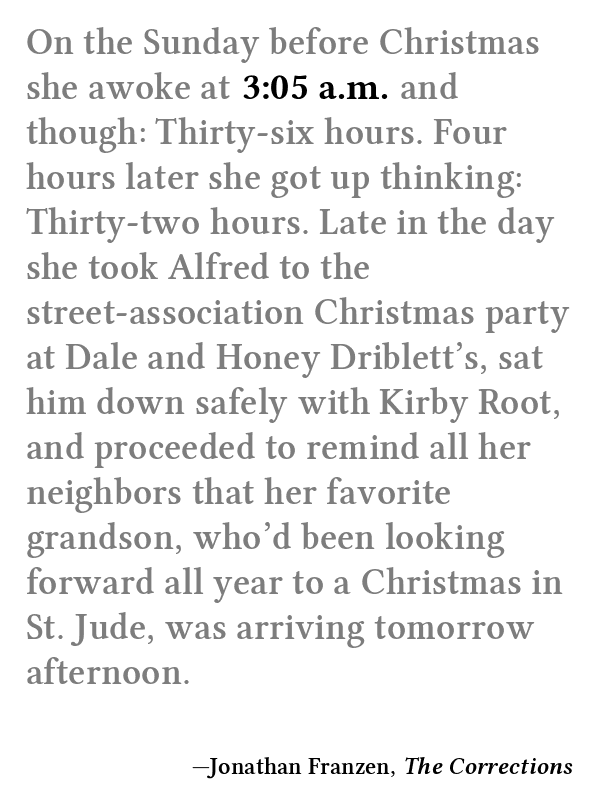 On the Sunday before Christmas
she awoke at 3:05 a.m. and
though: Thirty-six hours. Four
hours later she got up thinking:
Thirty-two hours. Late in the day
she took Alfred to the
street-association Christmas party
at Dale and Honey Driblett’s, sat
him down safely with Kirby Root,
and proceeded to remind all her
neighbors that her favorite
grandson, who’d been looking
forward all year to a Christmas in
St. Jude, was arriving tomorrow
afternoon.
—Jonathan Franzen, The Corrections